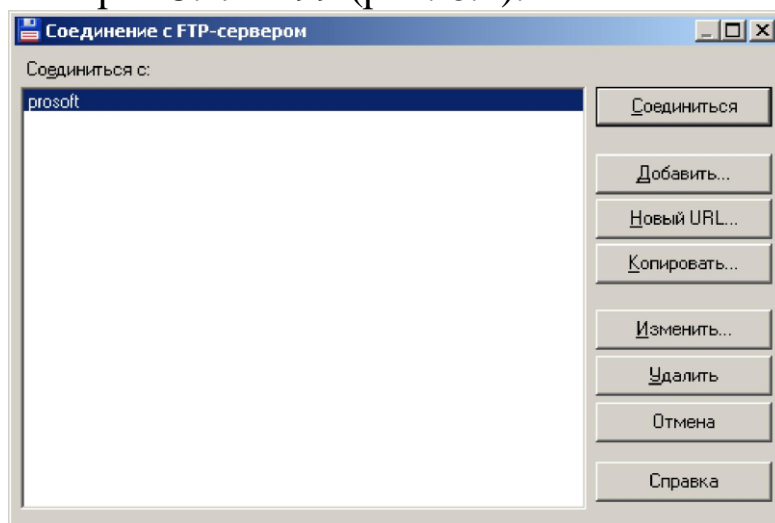 Соединение с FTP-сервером
Соединиться с:
prosoft
Соединиться
Добавить...
Новый URL...
Копировать...
Изменить...
Удалить
Отмена
Справка